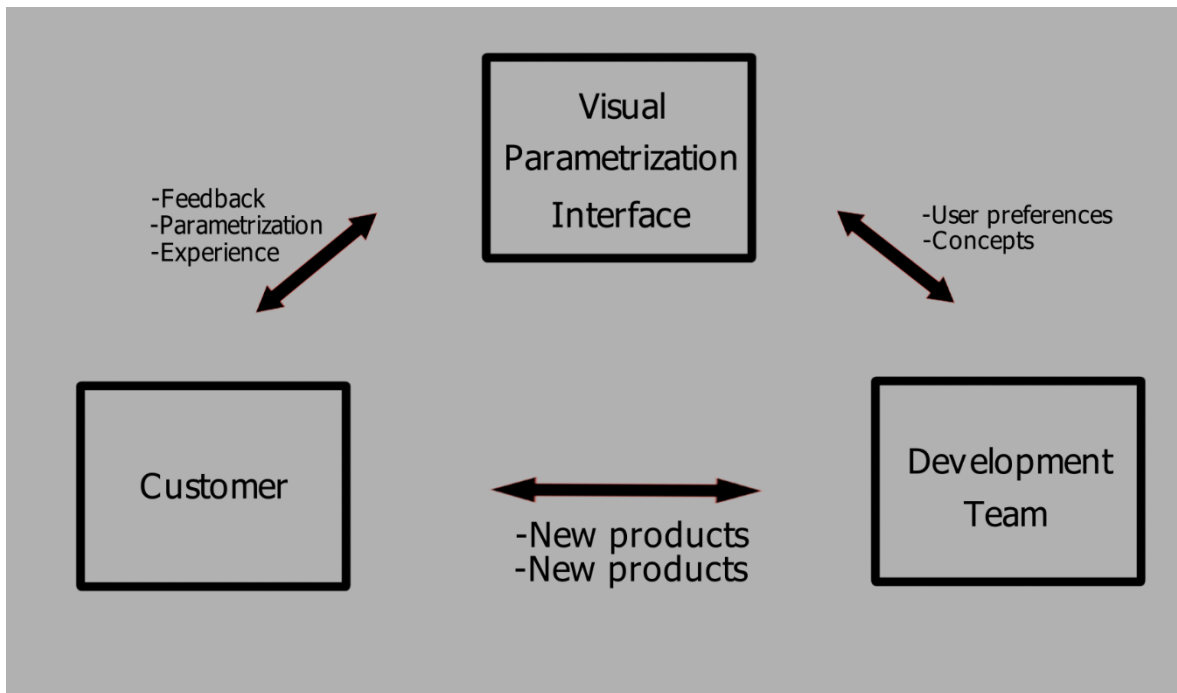 Visual
Parametrization
Interface
-Feedback
-Parametrization
-Experience
-User preferences
-Concepts
Customer
Development
Team
-New products
-New products